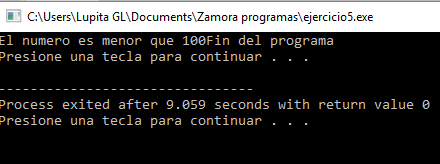 C:\Users\Lupita GL\Documents\Zamora programas\ejercicio5.exe
El numero es menor que 100Fin del programa
Presione una tecla para continuar . . .
--------------------------------
Process exited after 9.059 seconds with return value 0
Presione una tecla para continuar . . .